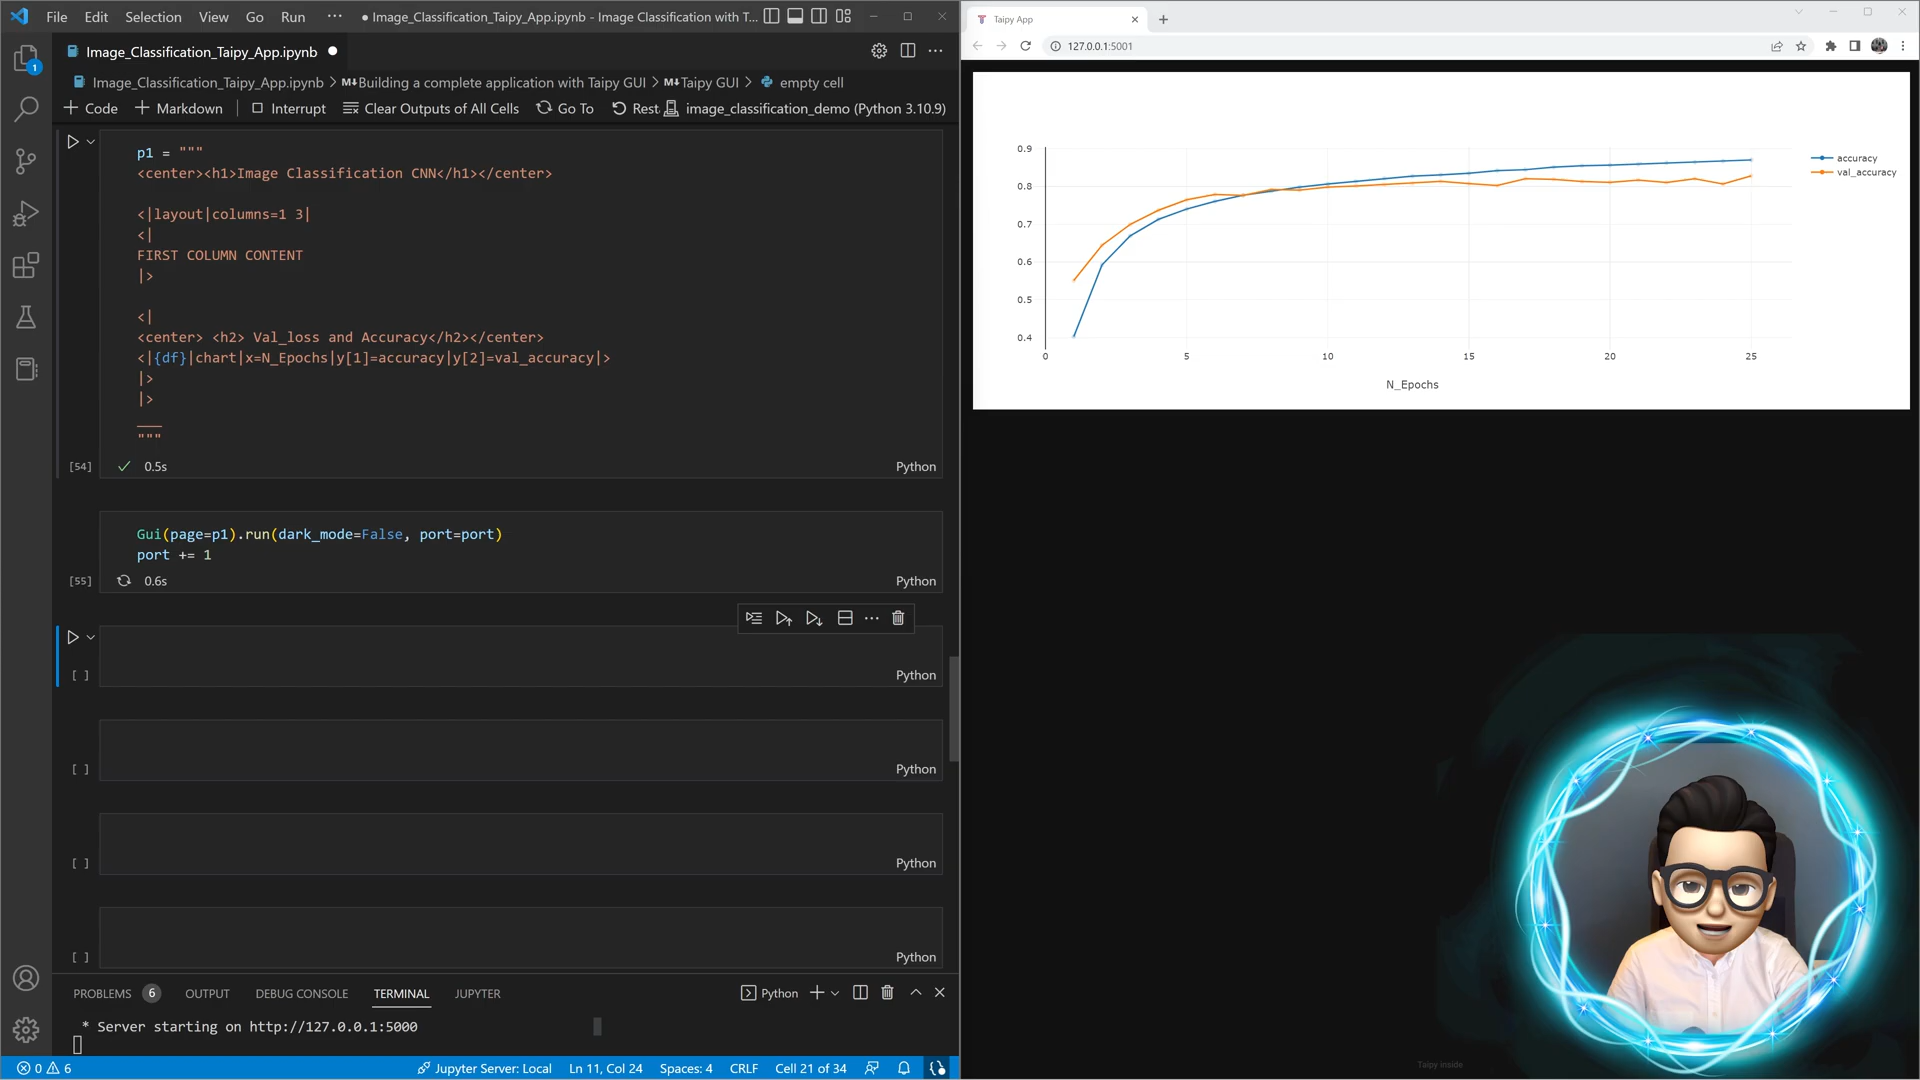 File Edit Selection View Go Run ··· ● Image_Classification_Taipy_App.ipynb - Image Classification with T...
Image_Classification_Taipy_App.ipynb ●
Image_Classification_Taipy_App.ipynb > M↓Building a complete application with Taipy GUI > M↓Taipy GUI > empty cell
+ Code + Markdown | Interrupt Clear Outputs of All Cells Go To Rest image_classification_demo (Python 3.10.9)
p1 = """
<center><h1>Image Classification CNN</h1></center>
<|layout|columns=1 3|
<|
FIRST COLUMN CONTENT
|>
<|
<center> <h2> Val_loss and Accuracy</h2></center>
<|{df}|chart|x=N_Epochs|y[1]=accuracy|y[2]=val_accuracy|>
|>
|>
___
"""
[54] ✓ 0.5s Python
Gui(page=p1).run(dark_mode=False, port=port)
port += 1
[55] 0.6s Python
[ ] Python
[ ] Python
[ ] Python
[ ] Python
PROBLEMS 6 OUTPUT DEBUG CONSOLE TERMINAL JUPYTER Python
* Server starting on http://127.0.0.1:5000
0 6 Jupyter Server: Local Ln 11, Col 24 Spaces: 4 CRLF Cell 21 of 34
1
Taipy App
127.0.0.1:5001
0.9
0.8
0.7
0.6
0.5
0.4
0 5 10 15 20 25
N_Epochs
accuracy
val_accuracy
Taipy inside